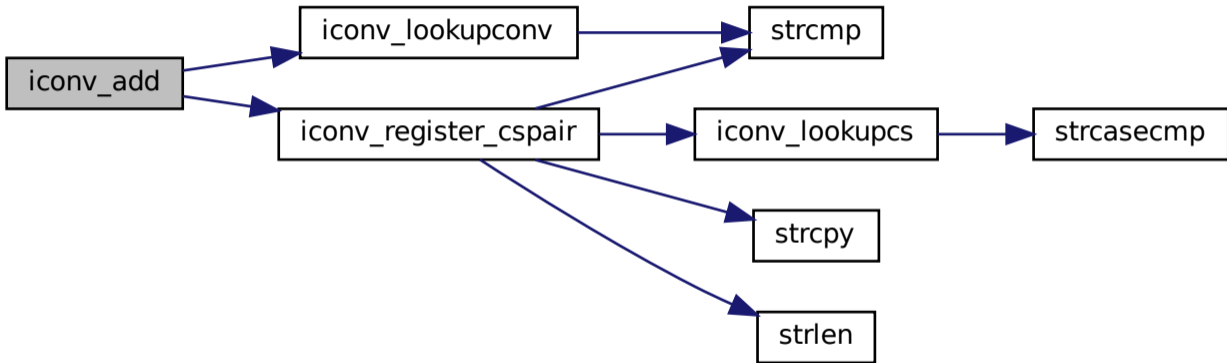 iconv_add
iconv_lookupconv
strcmp
iconv_register_cspair
iconv_lookupcs
strcasecmp
strcpy
strlen